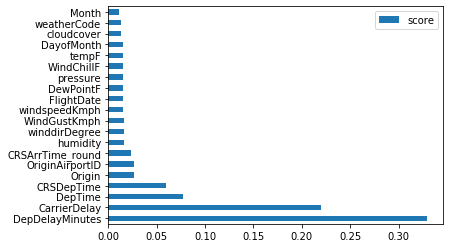 Month
weatherCode
cloudcover
DayofMonth
tempF
WindChillF
pressure
DewPointF
FlightDate
windspeedKmph
WindGustKmph
winddirDegree
humidity
CRSArrTime_round
OriginAirportID
Origin
CRSDepTime
DepTime
CarrierDelay
DepDelayMinutes
score
0.00 0.05 0.10 0.15 0.20 0.25 0.30